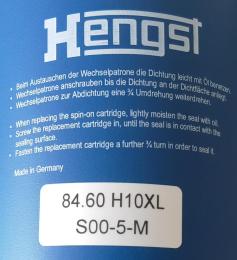 Hengst
• Beim Austauschen der Wechselpatrone die Dichtung leicht mit Öl benetzen.
• Wechselpatrone anschrauben bis die Dichtung an der Dichtfläche anliegt.
• Wechselpatrone zur Abdichtung eine ¾ Umdrehung weiterdrehen.
• When replacing the spin-on cartridge, lightly moisten the seal with oil.
• Screw the replacement cartridge in, until the seal is in contact with the
sealing surface.
• Fasten the replacement cartridge a further ¾ turn in order to seal it.
Made in Germany
84.60 H10XL
S00-5-M